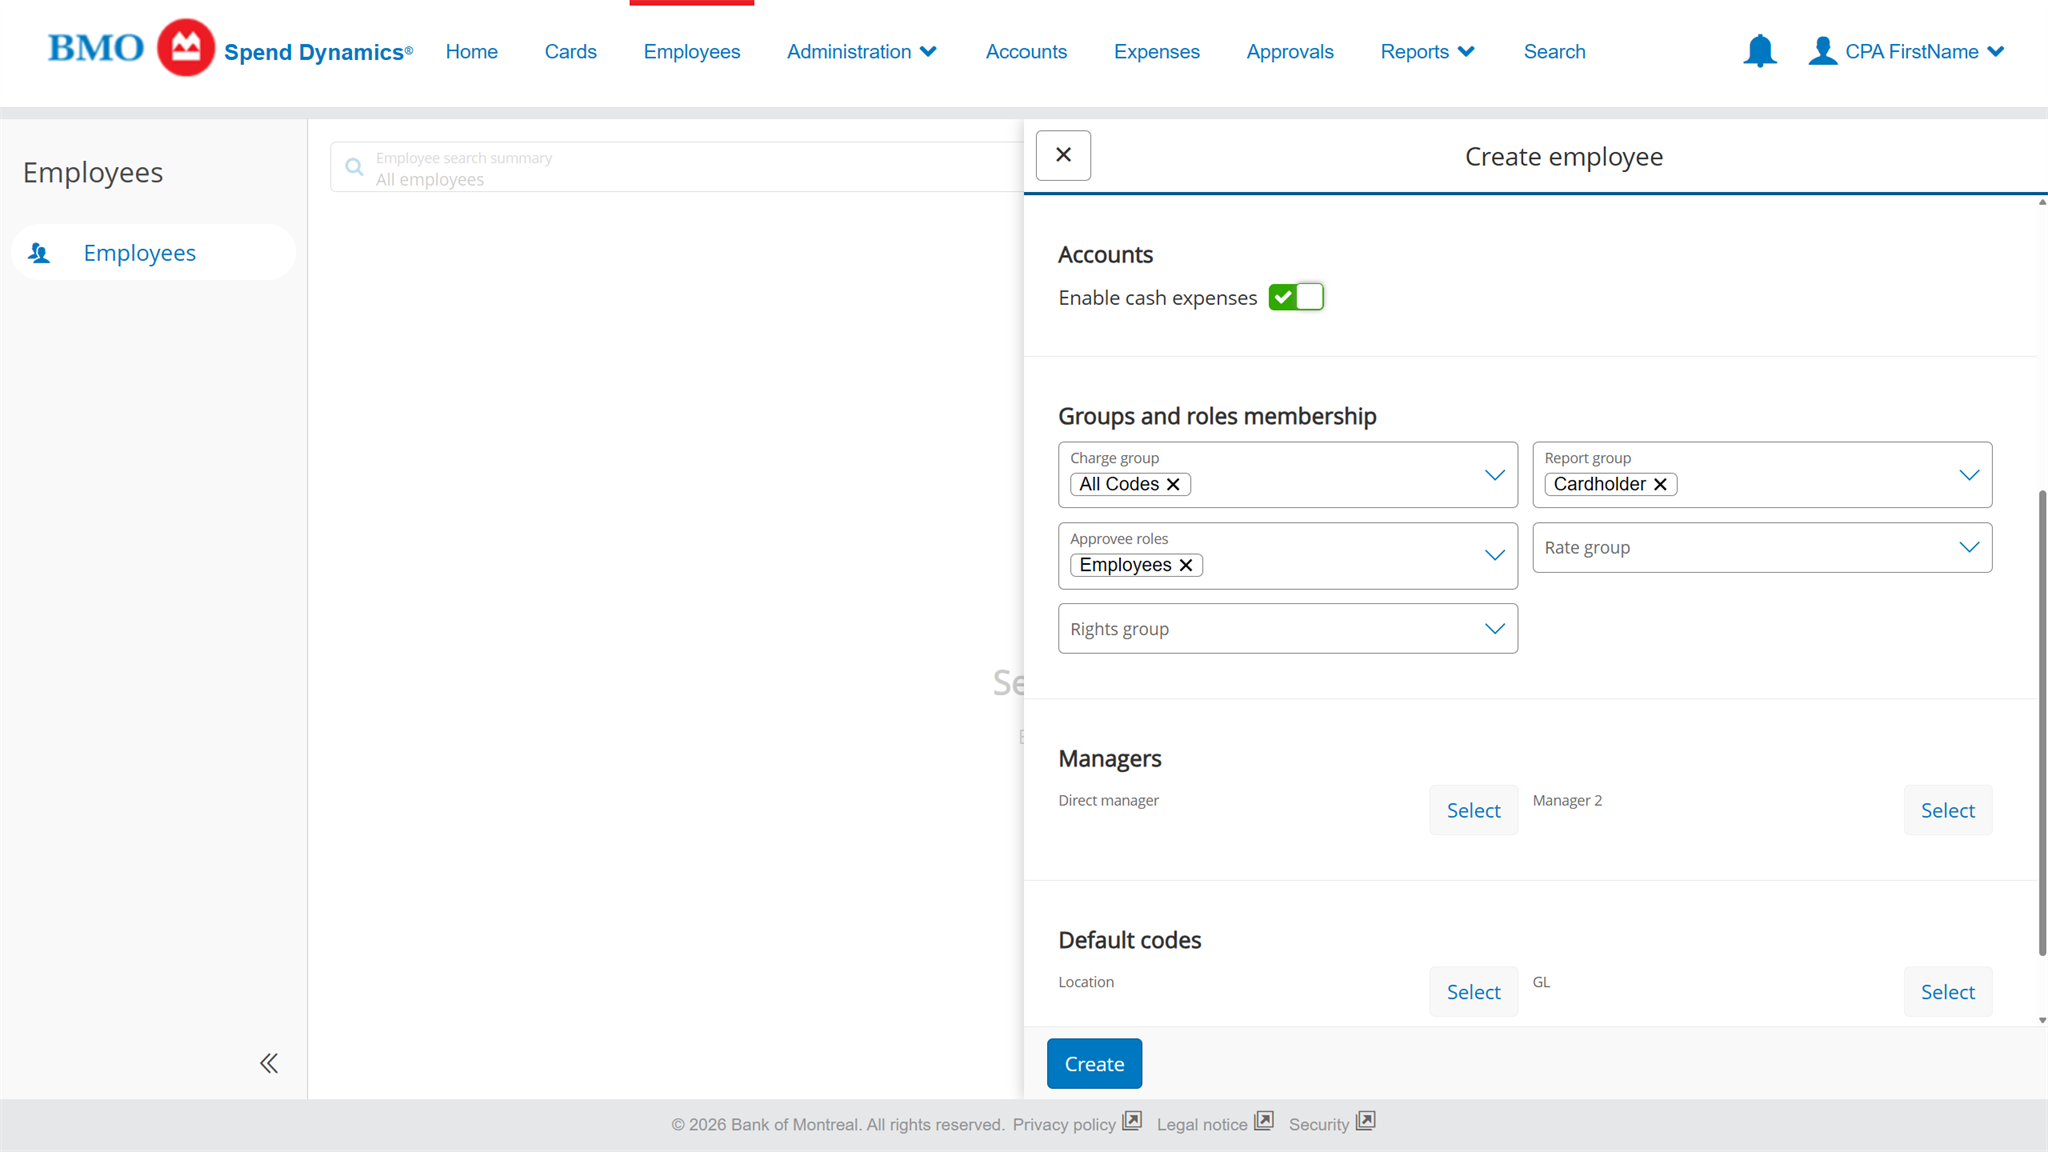 BMO Spend Dynamics®
Home
Cards
Employees
Administration
Accounts
Expenses
Approvals
Reports
Search
CPA FirstName
Employees
Employees
Employee search summary
All employees
Se
E
Create employee
Accounts
Enable cash expenses
Groups and roles membership
Charge group
All Codes
Report group
Cardholder
Approvee roles
Employees
Rate group
Rights group
Managers
Direct manager
Select
Manager 2
Select
Default codes
Location
Select
GL
Select
Create
© 2026 Bank of Montreal. All rights reserved. Privacy policy Legal notice Security